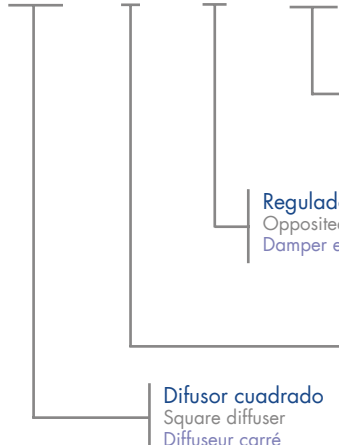 Regulad
Opposite
Damper e
Difusor cuadrado
Square diffuser
Diffuseur carré